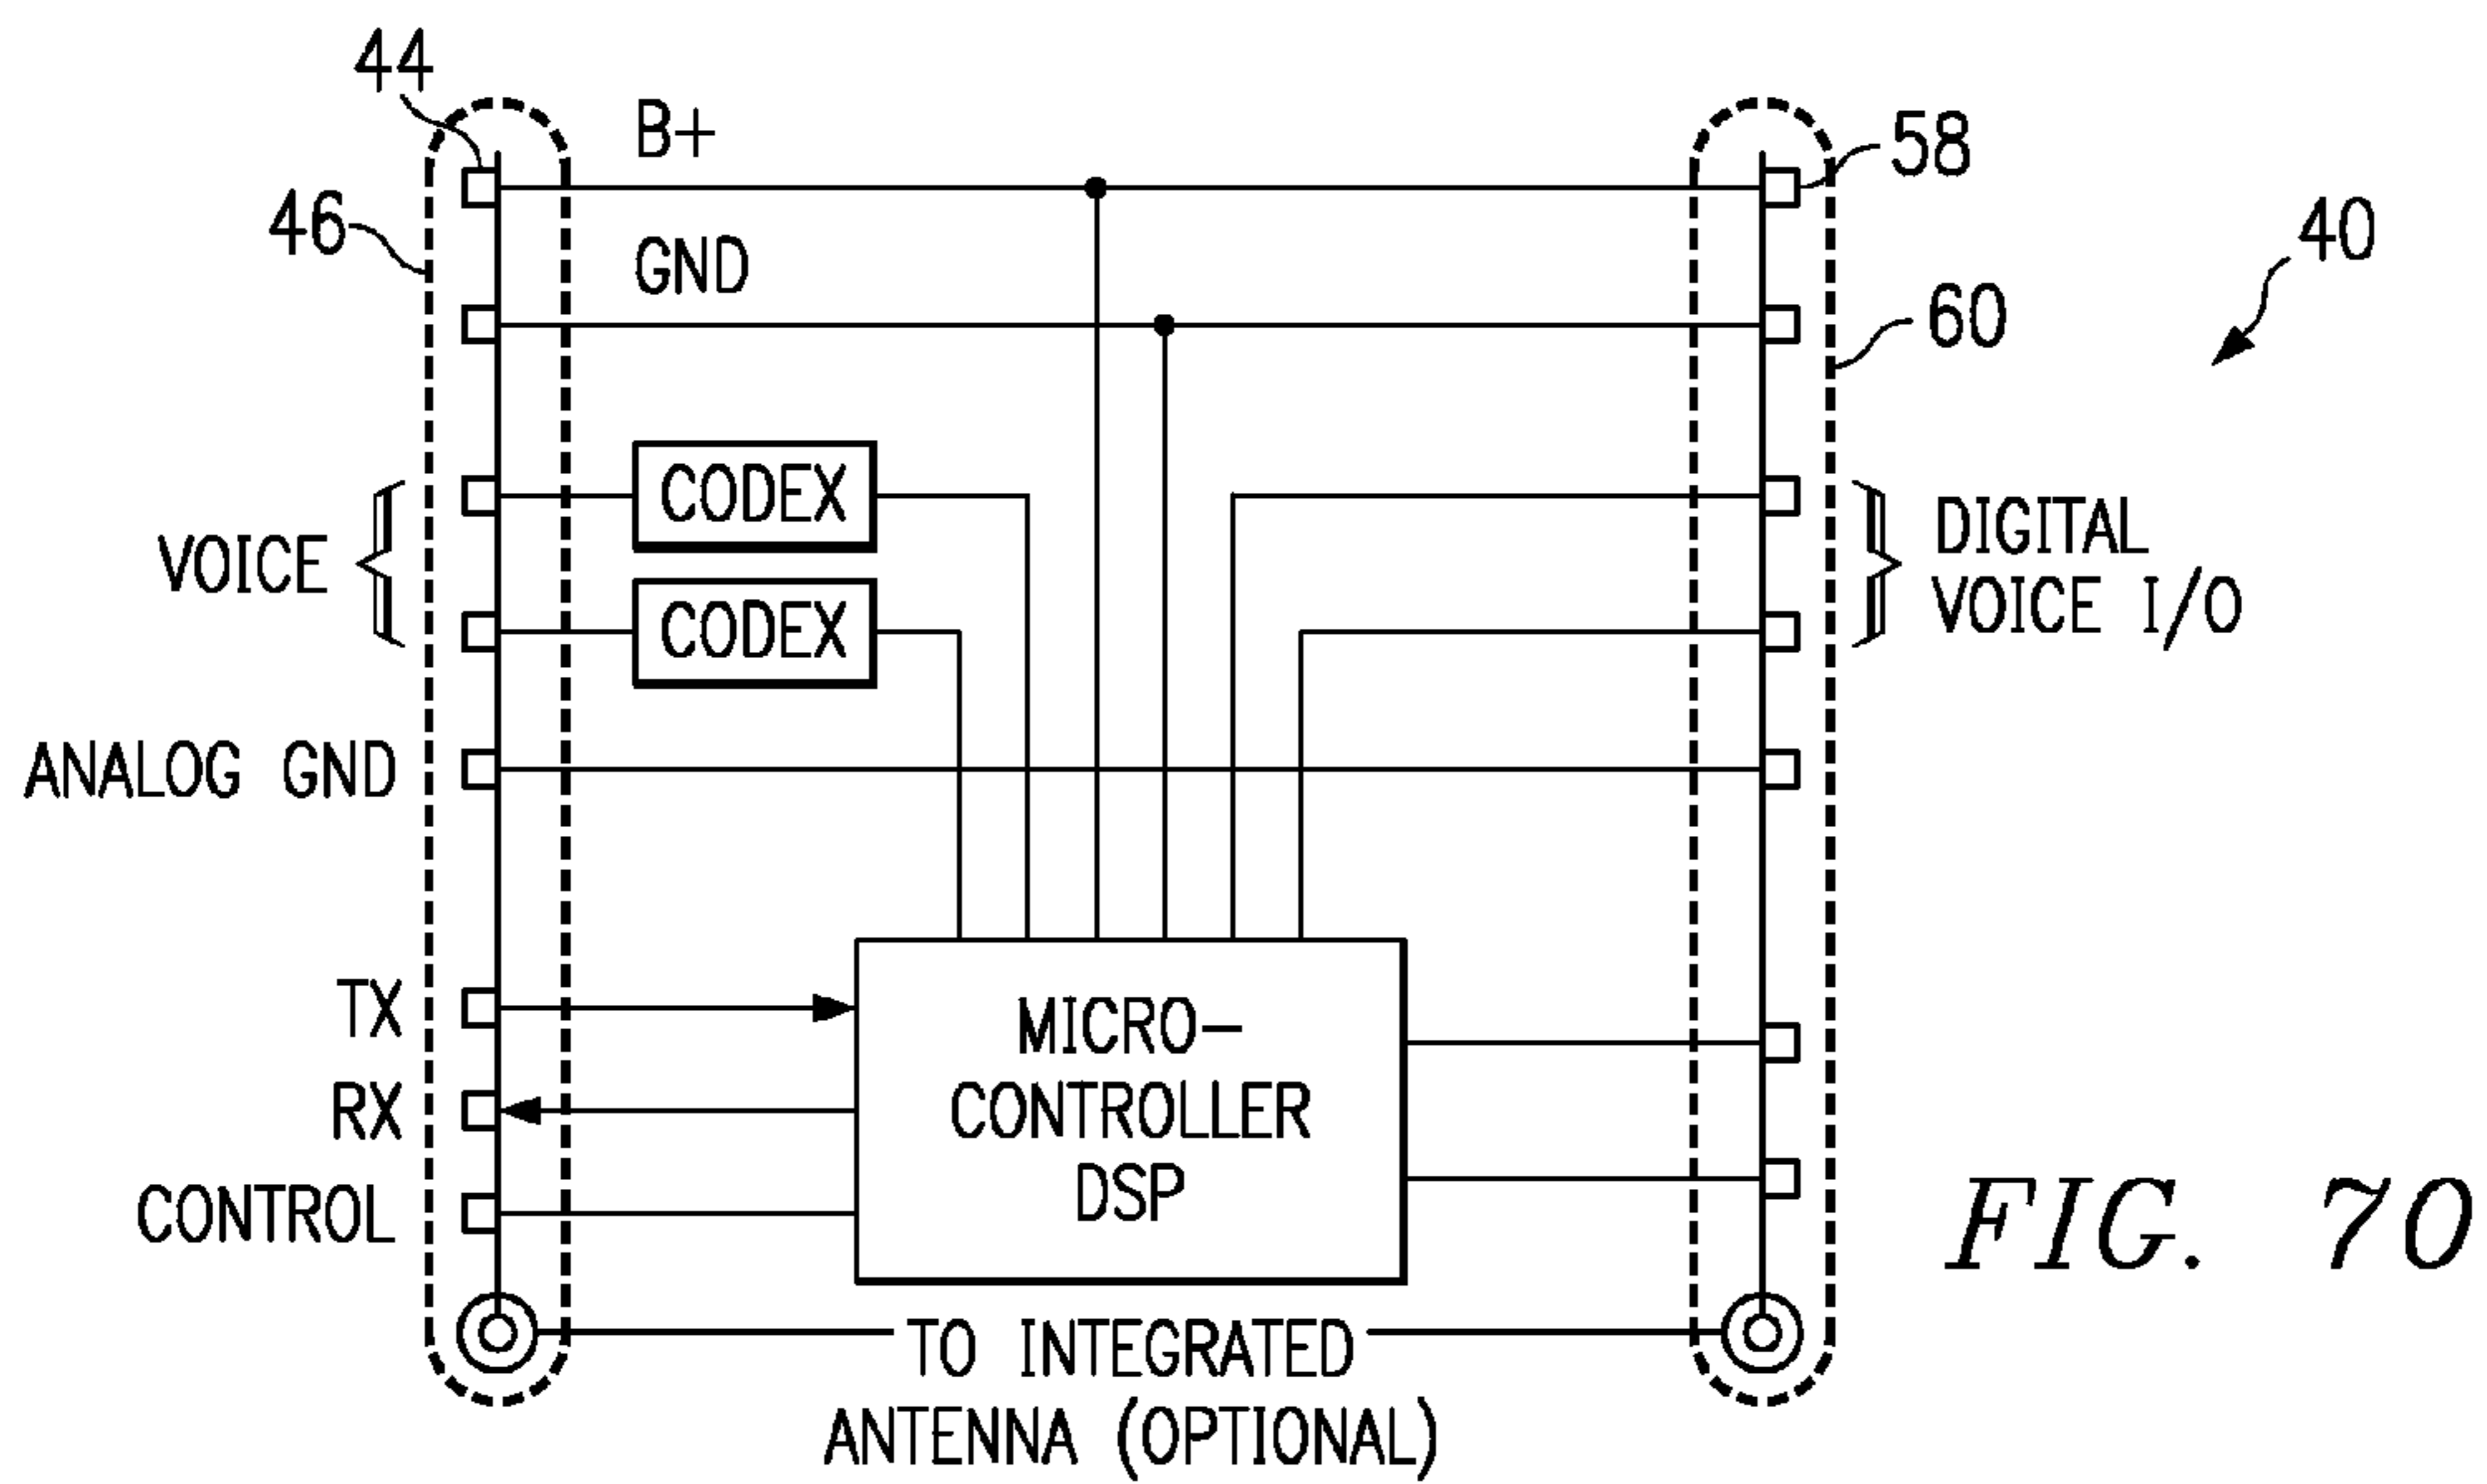 44
B+
58
46
GND
40
60
CODEX
VOICE
CODEX
DIGITAL
VOICE I/O
ANALOG GND
TX
RX
CONTROL
MICRO-
CONTROLLER
DSP
TO INTEGRATED
ANTENNA (OPTIONAL)
FIG. 70